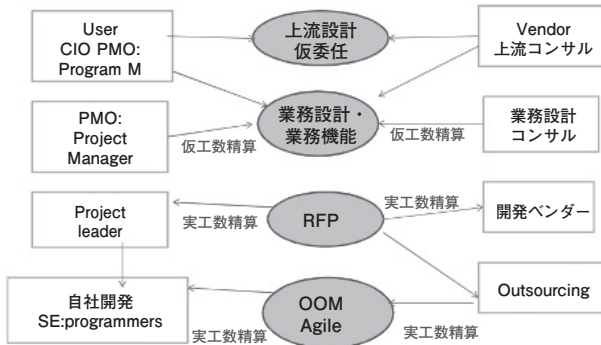 User
CIO PMO:
Program M
上流設計
仮委任
Vendor
上流コンサル
PMO:
Project
Manager
業務設計・
業務機能
業務設計
コンサル
仮工数精算
仮工数精算
Project
leader
実工数精算
RFP
実工数精算
開発ベンダー
自社開発
SE:programmers
実工数精算
OOM
Agile
実工数精算
Outsourcing